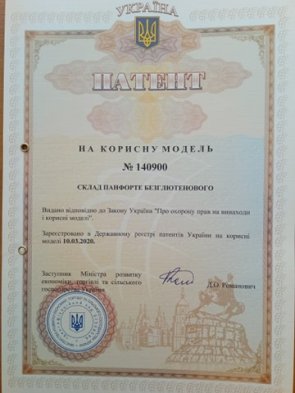 УКРАЇНА
ПАТЕНТ
НА КОРИСНУ МОДЕЛЬ
№ 140900
СКЛАД ПАНФОРТЕ БЕЗГЛЮТЕНОВОГО
Видано відповідно до Закону України "Про охорону прав на винаходи
і корисні моделі".
Зареєстровано в Державному реєстрі патентів України на корисні
моделі 10.03.2020.
Заступник Міністра розвитку
економіки, торгівлі та сільського
господарства України
Д.О. Романович